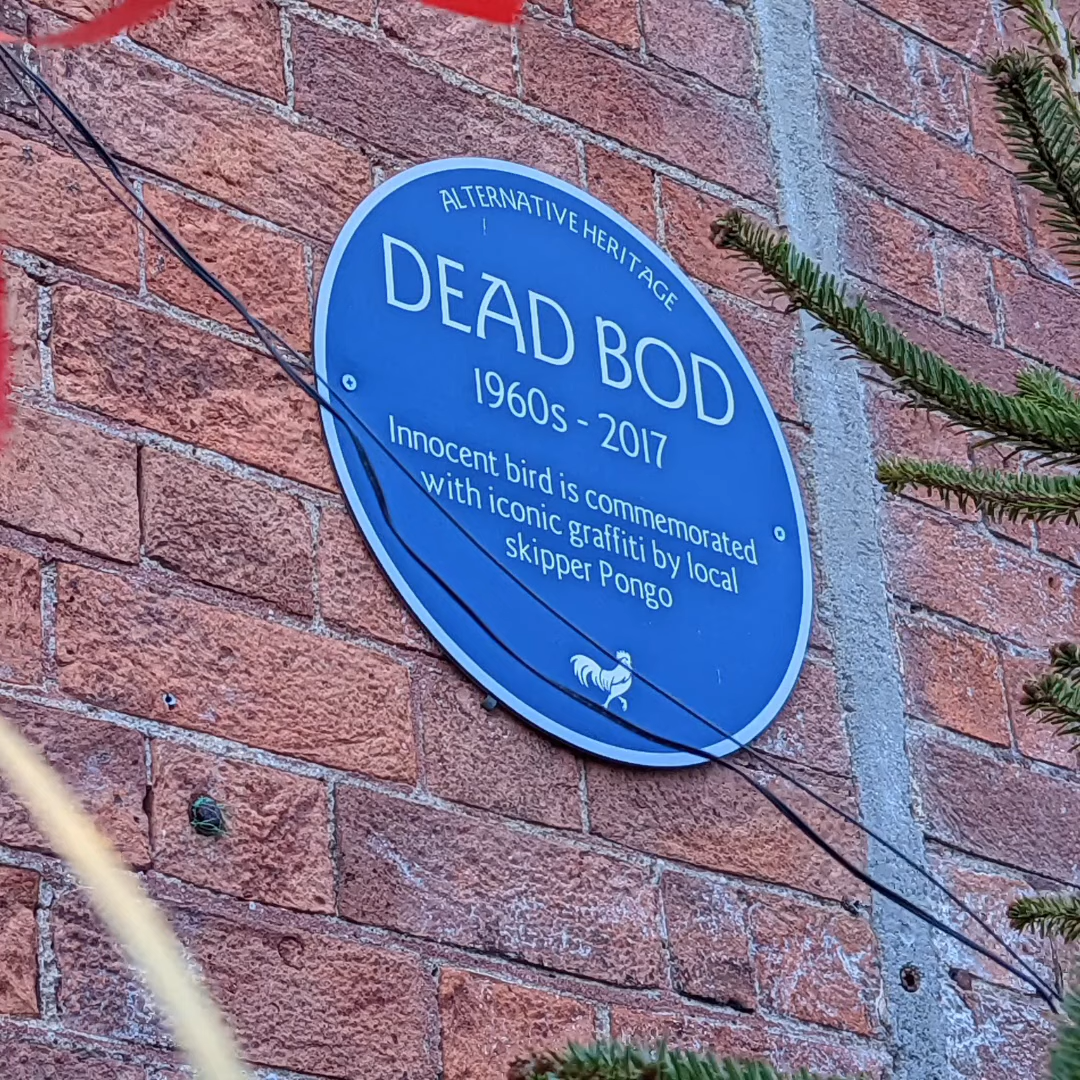 ALTERNATIVE HERITAGE
DEAD BOD
1960s - 2017
Innocent bird is commemorated
with iconic graffiti by local
skipper Pongo